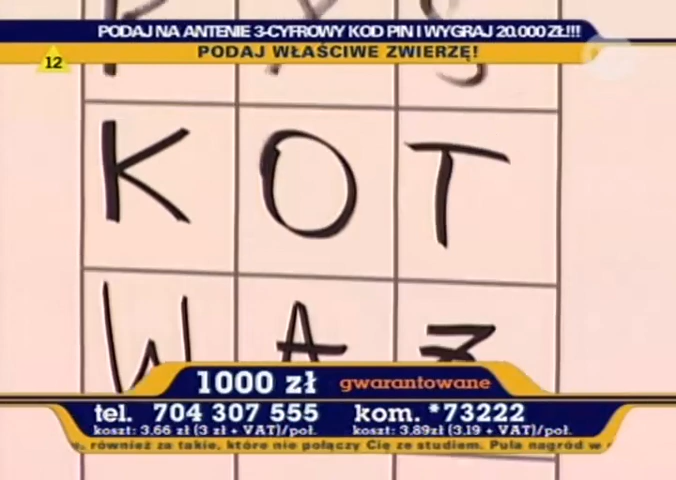 PODAJ NA ANTENIE 3-CYFROWY KOD PIN I WYGRAJ 20.000 ZŁ!!!
PODAJ WŁAŚCIWE ZWIERZĘ!
12
KOT
WAZ
1000 zł gwarantowane
tel. 704 307 555 kom. *73222
koszt: 3,66 zł (3 zł + VAT)/poł. koszt: 3,89zł (3,19 + VAT)/poł.
również za takie, które nie połączy Cię ze studiem. Pula nagród w